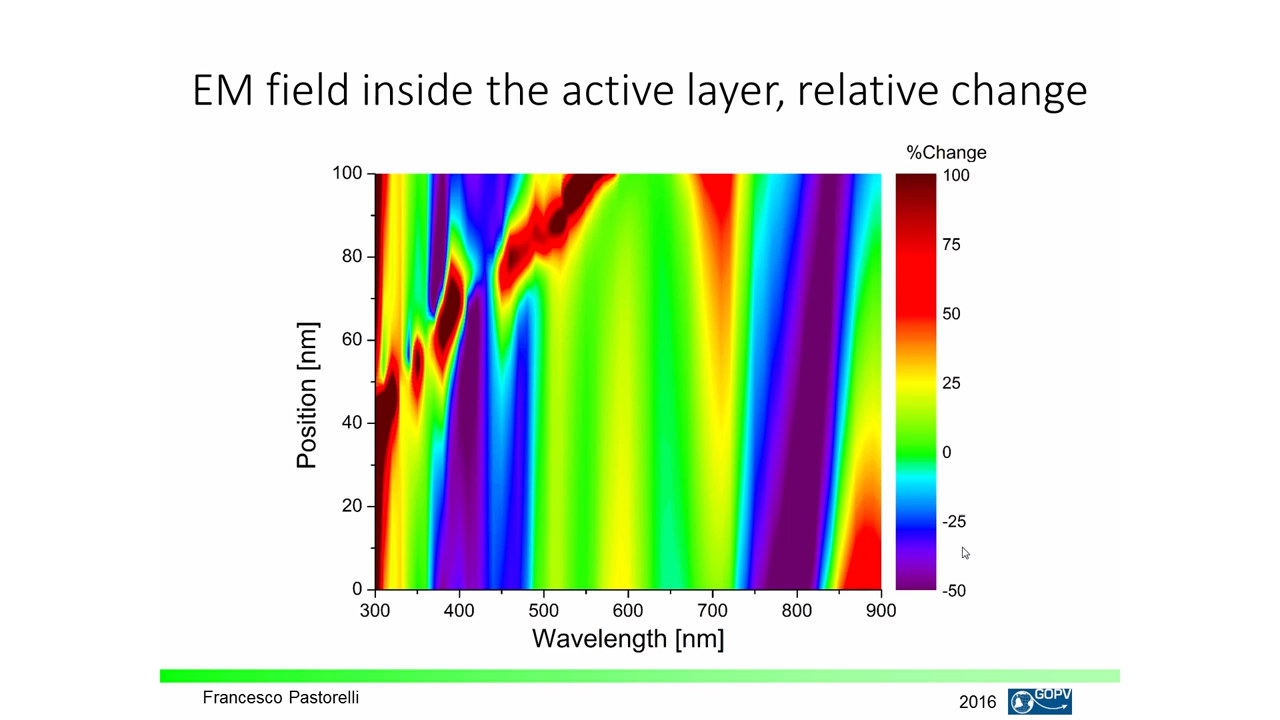 EM field inside the active layer, relative change
%Change
100
75
50
25
0
-25
-50
Position [nm]
100
80
60
40
20
0
300 400 500 600 700 800 900
Wavelength [nm]
Francesco Pastorelli
2016
GOPV